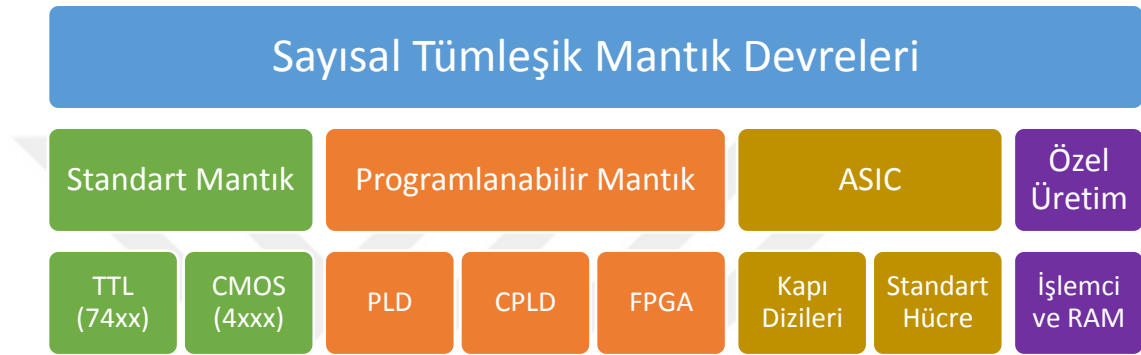 Sayısal Tümleşik Mantık Devreleri
Standart Mantık
Programlanabilir Mantık
ASIC
Özel
Üretim
TTL
(74xx)
CMOS
(4xxx)
PLD
CPLD
FPGA
Kapı
Dizileri
Standart
Hücre
İşlemci
ve RAM